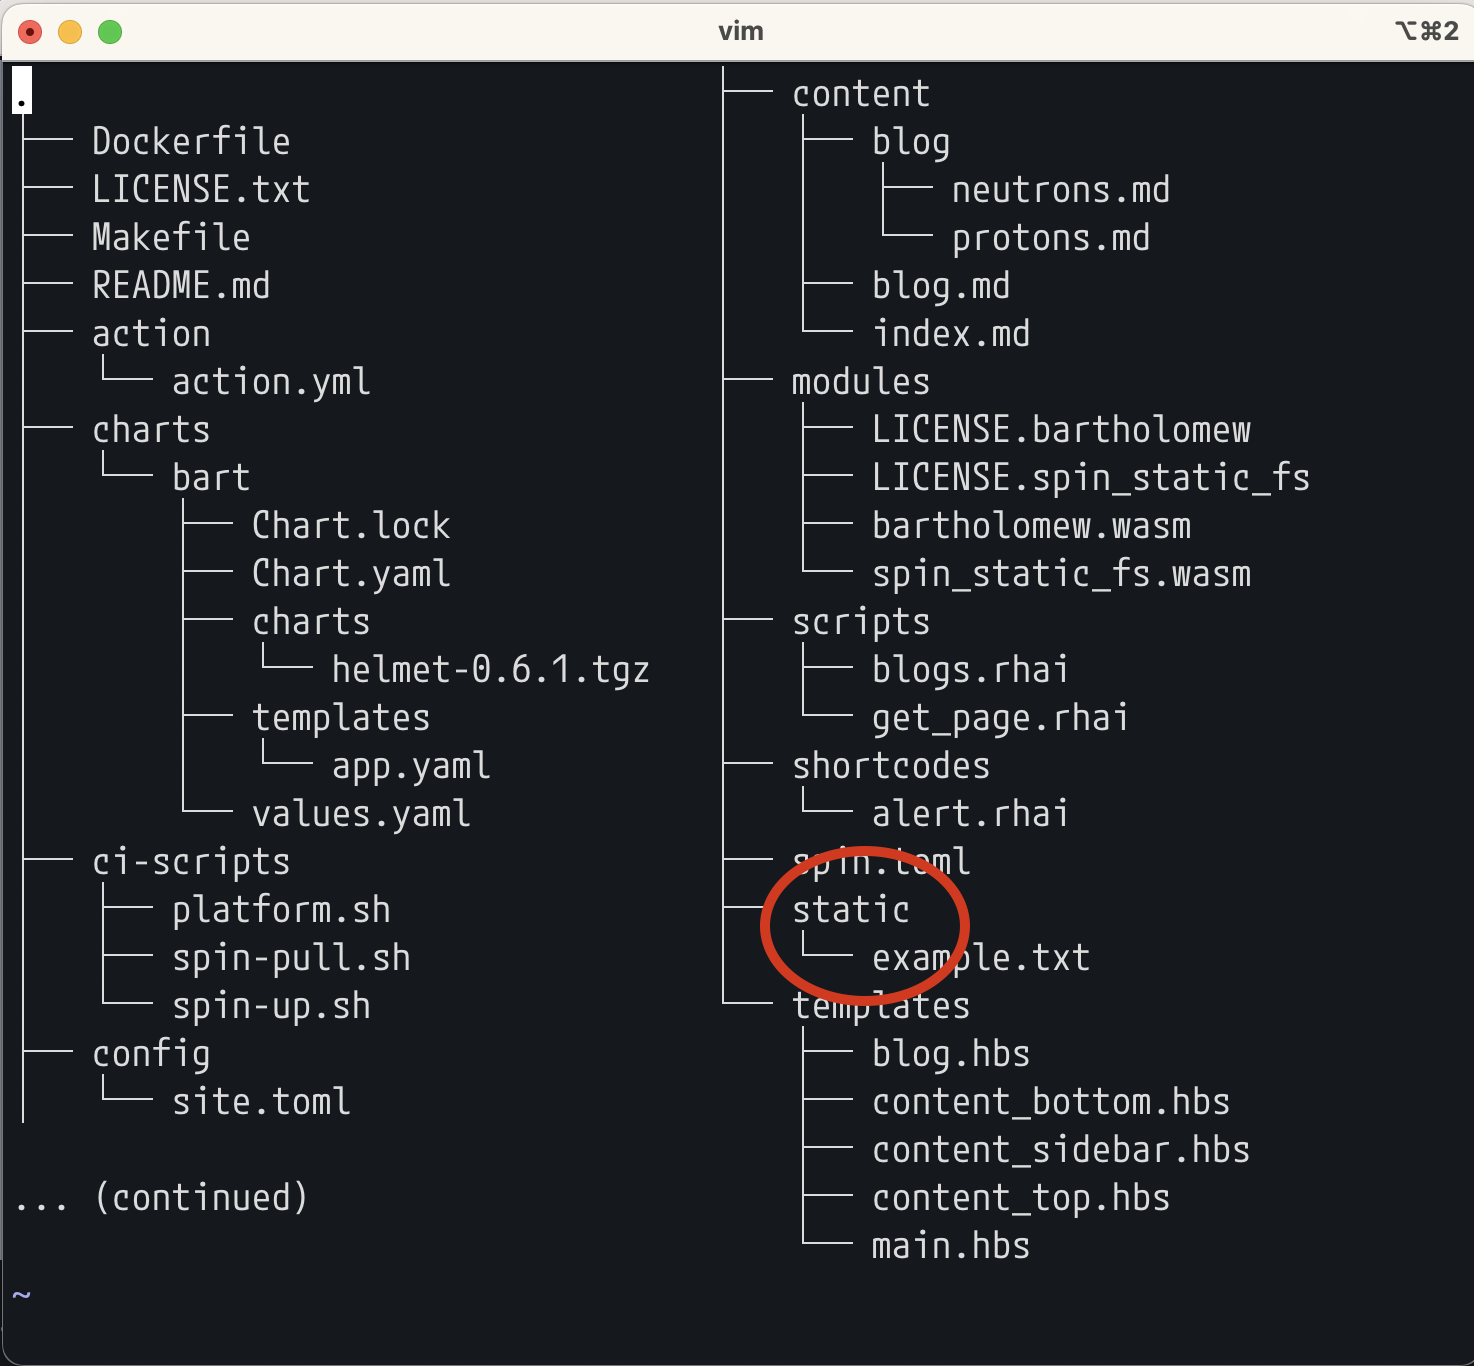 vim
⌥⌘2
.
├── Dockerfile
├── LICENSE.txt
├── Makefile
├── README.md
├── action
│   └── action.yml
├── charts
│   └── bart
│       ├── Chart.lock
│       ├── Chart.yaml
│       ├── charts
│       │   └── helmet-0.6.1.tgz
│       ├── templates
│       │   └── app.yaml
│       └── values.yaml
├── ci-scripts
│   ├── platform.sh
│   ├── spin-pull.sh
│   └── spin-up.sh
├── config
│   └── site.toml
... (continued)
~
├── content
│   ├── blog
│   │   ├── neutrons.md
│   │   └── protons.md
│   ├── blog.md
│   └── index.md
├── modules
│   ├── LICENSE.bartholomew
│   ├── LICENSE.spin_static_fs
│   ├── bartholomew.wasm
│   └── spin_static_fs.wasm
├── scripts
│   ├── blogs.rhai
│   └── get_page.rhai
├── shortcodes
│   └── alert.rhai
├── spin.toml
├── static
│   └── example.txt
└── templates
    ├── blog.hbs
    ├── content_bottom.hbs
    ├── content_sidebar.hbs
    ├── content_top.hbs
    └── main.hbs